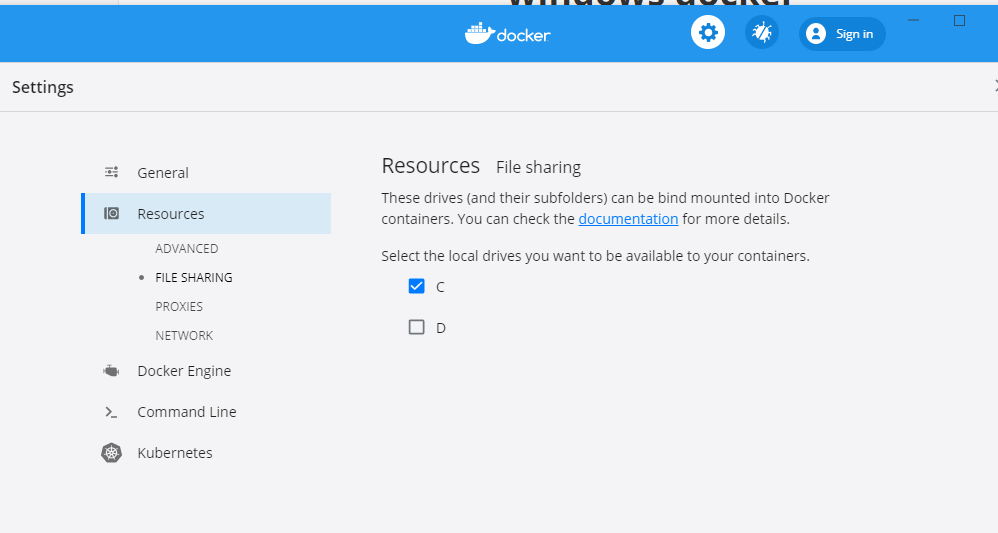 windows docker
docker
Sign in
Settings
General
Resources
ADVANCED
FILE SHARING
PROXIES
NETWORK
Docker Engine
Command Line
Kubernetes
Resources File sharing
These drives (and their subfolders) can be bind mounted into Docker
containers. You can check the documentation for more details.
Select the local drives you want to be available to your containers.
C
D